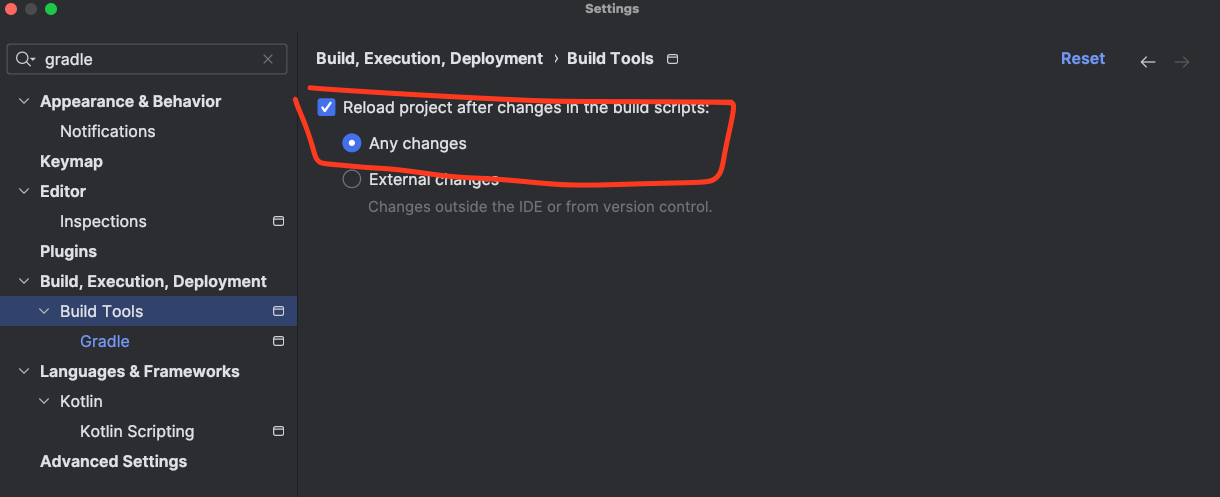 Settings
gradle
Appearance & Behavior
Notifications
Keymap
Editor
Inspections
Plugins
Build, Execution, Deployment
Build Tools
Gradle
Languages & Frameworks
Kotlin
Kotlin Scripting
Advanced Settings
Build, Execution, Deployment › Build Tools
Reset
Reload project after changes in the build scripts:
Any changes
External changes
Changes outside the IDE or from version control.